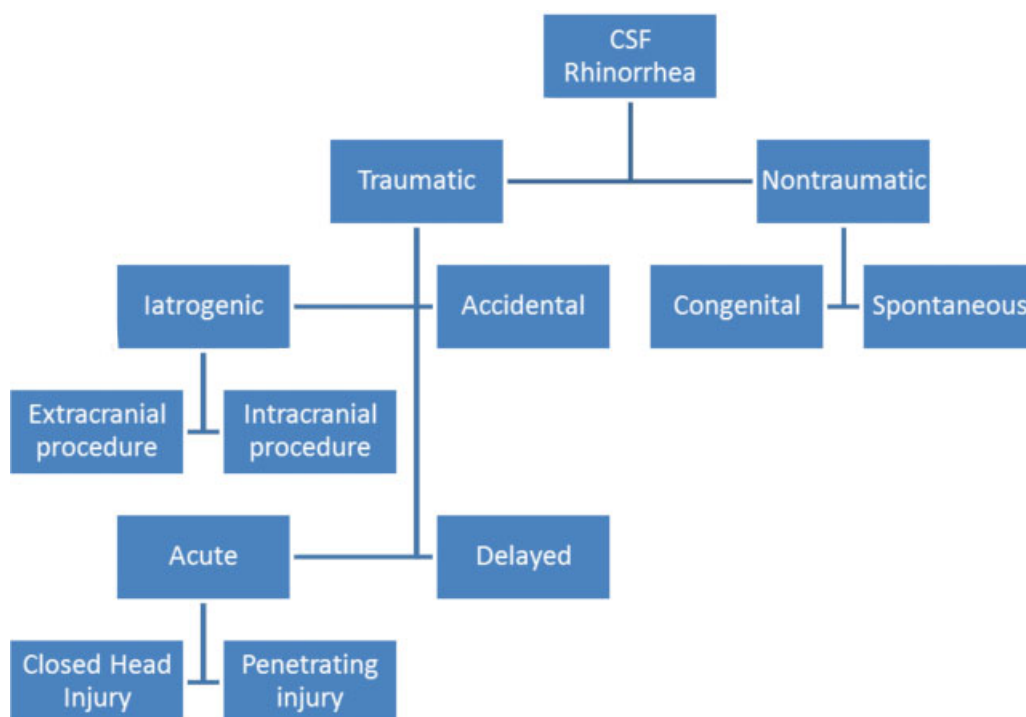 CSF
Rhinorrhea
Traumatic
Nontraumatic
Iatrogenic
Accidental
Congenital
Spontaneous
Extracranial
procedure
Intracranial
procedure
Acute
Delayed
Closed Head
Injury
Penetrating
injury